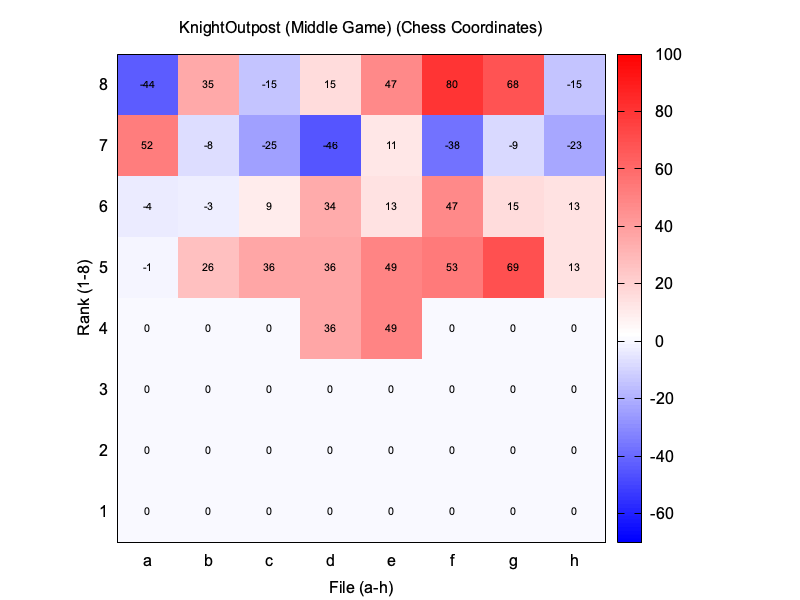 KnightOutpost (Middle Game) (Chess Coordinates)
100
8 -44 35 -15 15 47 80 68 -15
80
7 52 -8 -25 -46 11 -38 -9 -23
60
6 -4 -3 9 34 13 47 15 13
40
5 -1 26 36 36 49 53 69 13
20
Rank (1-8)
4 0 0 0 36 49 0 0 0
0
3 0 0 0 0 0 0 0 0
-20
2 0 0 0 0 0 0 0 0
-40
1 0 0 0 0 0 0 0 0
-60
a b c d e f g h
File (a-h)